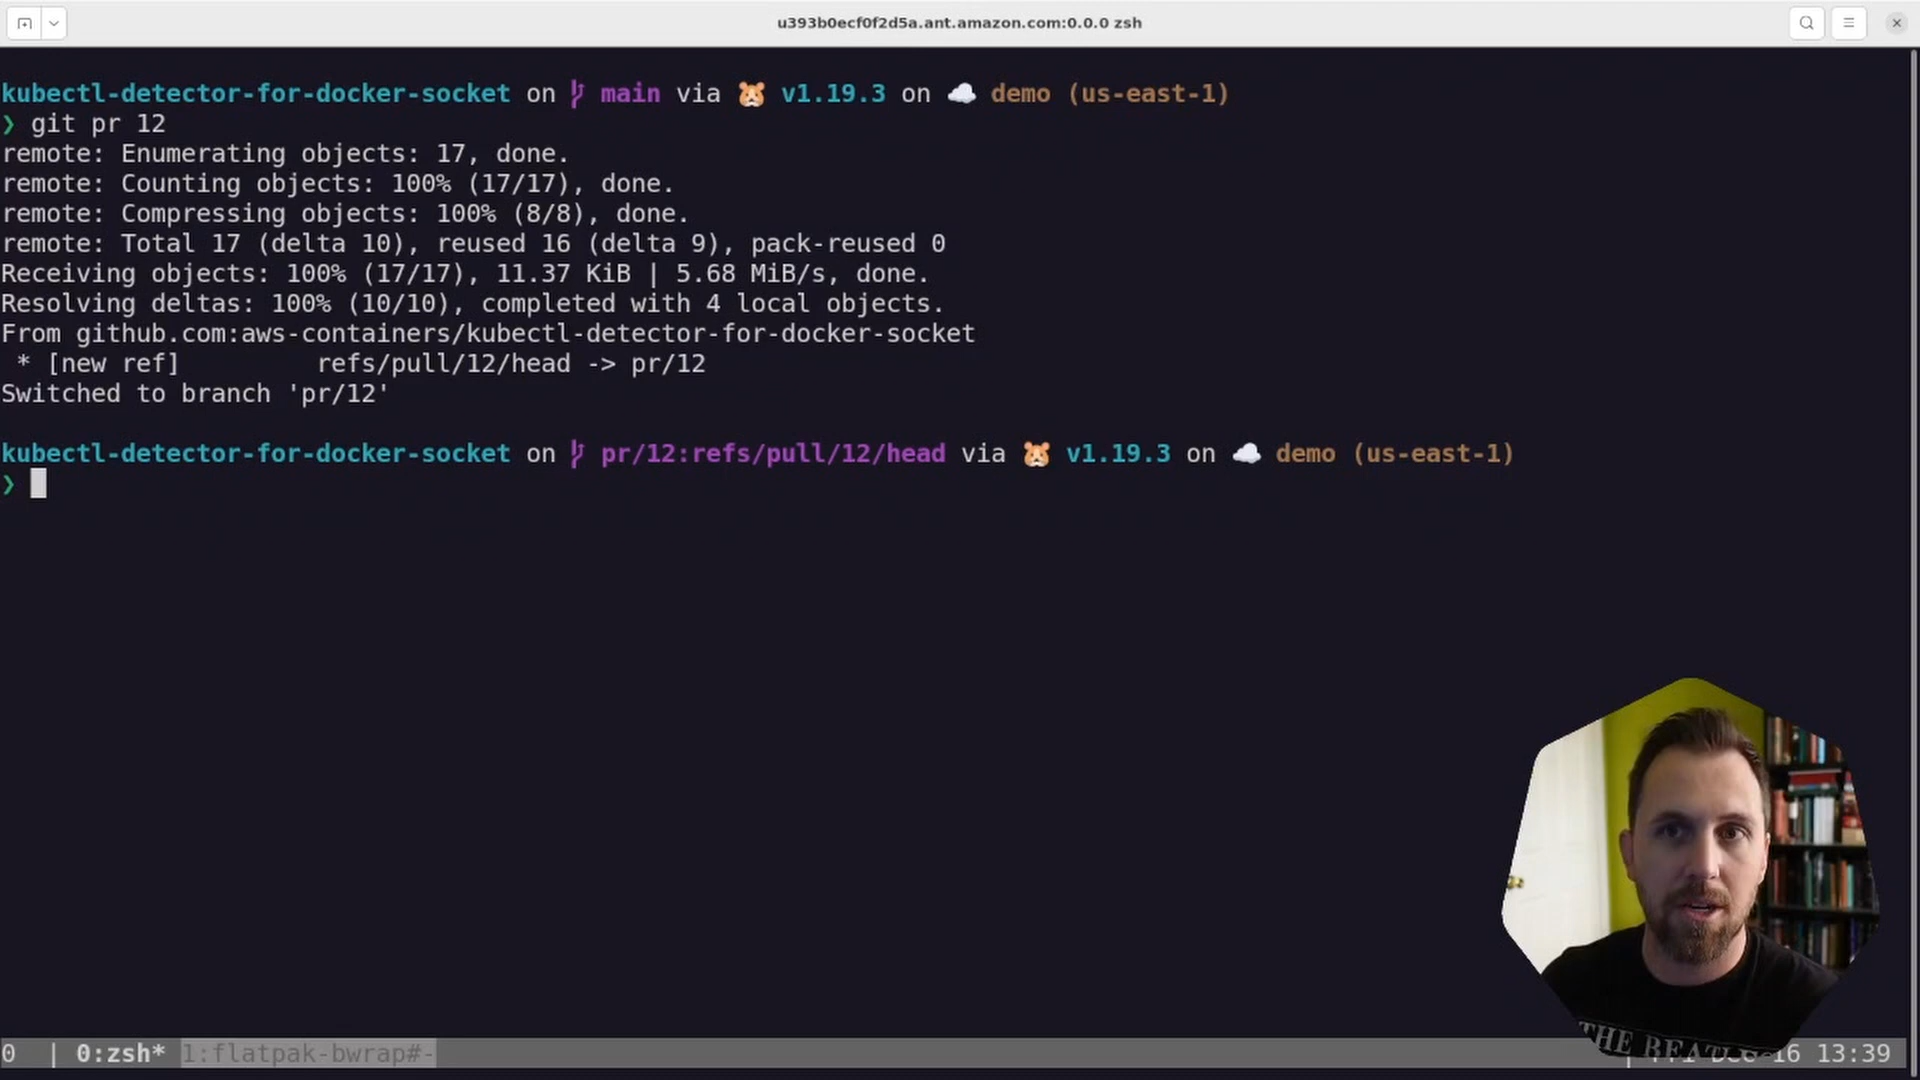 u393b0ecf0f2d5a.ant.amazon.com:0.0.0 zsh
kubectl-detector-for-docker-socket on main via v1.19.3 on demo (us-east-1)
❯ git pr 12
remote: Enumerating objects: 17, done.
remote: Counting objects: 100% (17/17), done.
remote: Compressing objects: 100% (8/8), done.
remote: Total 17 (delta 10), reused 16 (delta 9), pack-reused 0
Receiving objects: 100% (17/17), 11.37 KiB | 5.68 MiB/s, done.
Resolving deltas: 100% (10/10), completed with 4 local objects.
From github.com:aws-containers/kubectl-detector-for-docker-socket
* [new ref] refs/pull/12/head -> pr/12
Switched to branch 'pr/12'
kubectl-detector-for-docker-socket on pr/12:refs/pull/12/head via v1.19.3 on demo (us-east-1)
❯
THE
0 | 0:zsh* 1:flatpak-bwrap#- 16 13:39